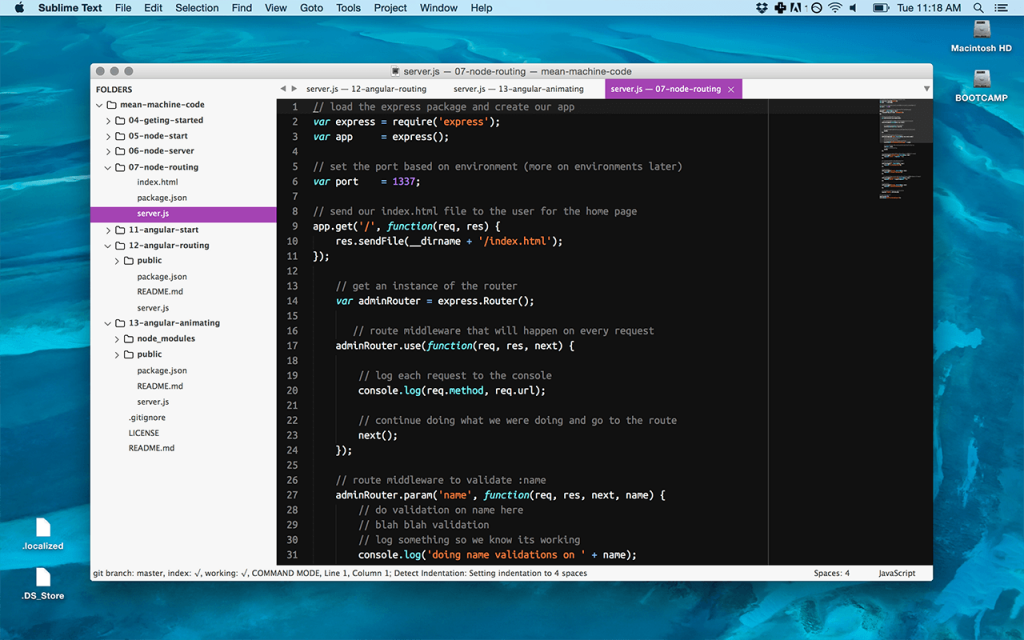 Sublime Text File Edit Selection Find View Goto Tools Project Window Help Tue 11:18 AM
Macintosh HD
BOOTCAMP
server.js — 07-node-routing — mean-machine-code
FOLDERS
mean-machine-code
04-geting-started
05-node-start
06-node-server
07-node-routing
index.html
package.json
server.js
11-angular-start
12-angular-routing
public
package.json
README.md
server.js
13-angular-animating
node_modules
public
package.json
README.md
server.js
.gitignore
LICENSE
README.md
server.js — 12-angular-routing server.js — 13-angular-animating server.js — 07-node-routing ×
1 // load the express package and create our app
2 var express = require('express');
3 var app     = express();
4
5 // set the port based on environment (more on environments later)
6 var port    = 1337;
7
8 // send our index.html file to the user for the home page
9 app.get('/', function(req, res) {
10     res.sendFile(__dirname + '/index.html');
11 });
12
13     // get an instance of the router
14     var adminRouter = express.Router();
15
16        // route middleware that will happen on every request
17     adminRouter.use(function(req, res, next) {
18
19         // log each request to the console
20         console.log(req.method, req.url);
21
22         // continue doing what we were doing and go to the route
23         next();
24     });
25
26     // route middleware to validate :name
27     adminRouter.param('name', function(req, res, next, name) {
28         // do validation on name here
29         // blah blah validation
30         // log something so we know its working
31         console.log('doing name validations on ' + name);
git branch: master, index: √, working: √, COMMAND MODE, Line 1, Column 1; Detect Indentation: Setting indentation to 4 spaces Spaces: 4 JavaScript
.localized
.DS_Store